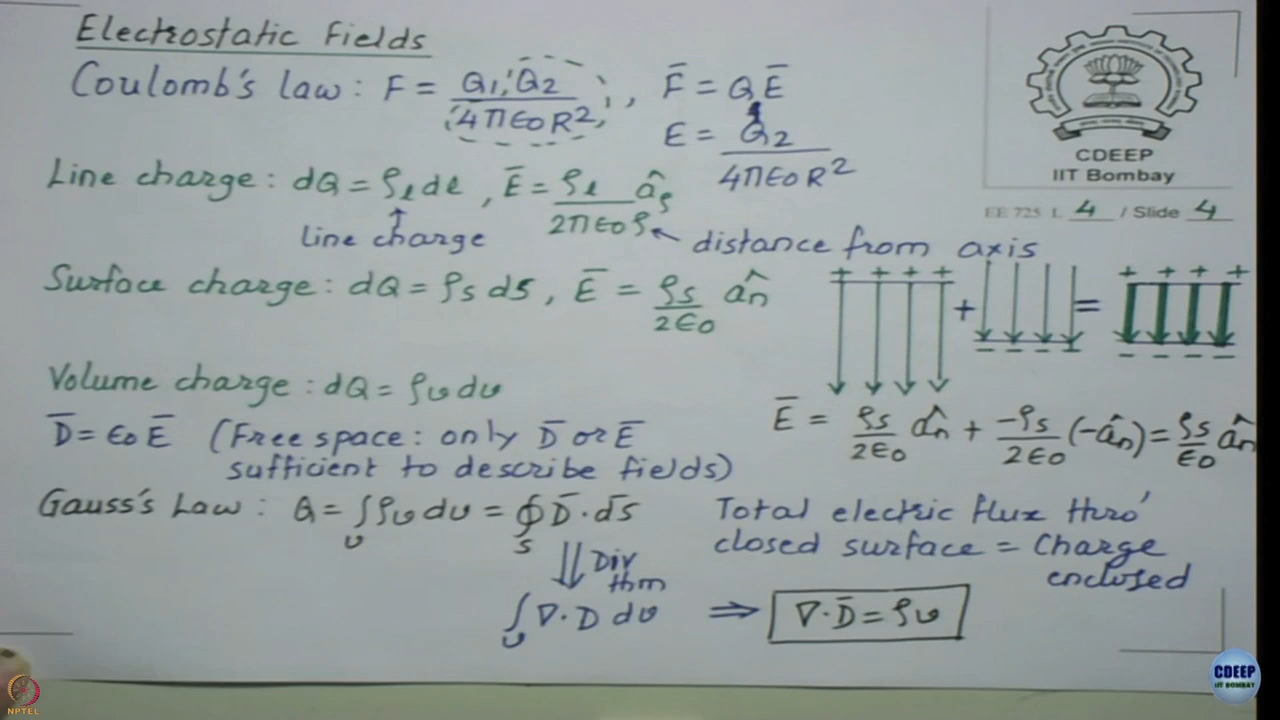 Electrostatic Fields
Coulomb's law: F = Q1,Q2 / 4πε0R² , F̄ = QĒ
E = Q2 / 4πε0R²
CDEEP
IIT Bombay
EE 725 L 4 / Slide 4
Line charge: dQ = ρl dl , Ē = ρl / 2πε0ρ âρ
line charge
distance from axis
Surface charge: dQ = ρs ds , Ē = ρs / 2ε0 ân
+ + + + + = + + + +
- - - - - - - -
Volume charge: dQ = ρv dv
Ē = ρs/2ε0 ân + -ρs/2ε0 (-ân) = ρs/ε0 ân
D̄ = ε0 Ē (Free space: only D̄ or Ē
sufficient to describe fields)
Gauss's Law: Q = ∫v ρv dv = ∮s D̄ · ds̄
Total electric flux thro'
closed surface = Charge
enclosed
⇓ Div
thm
∫v ∇·D dv ⇒ ∇·D̄ = ρv
NPTEL
CDEEP
IIT BOMBAY